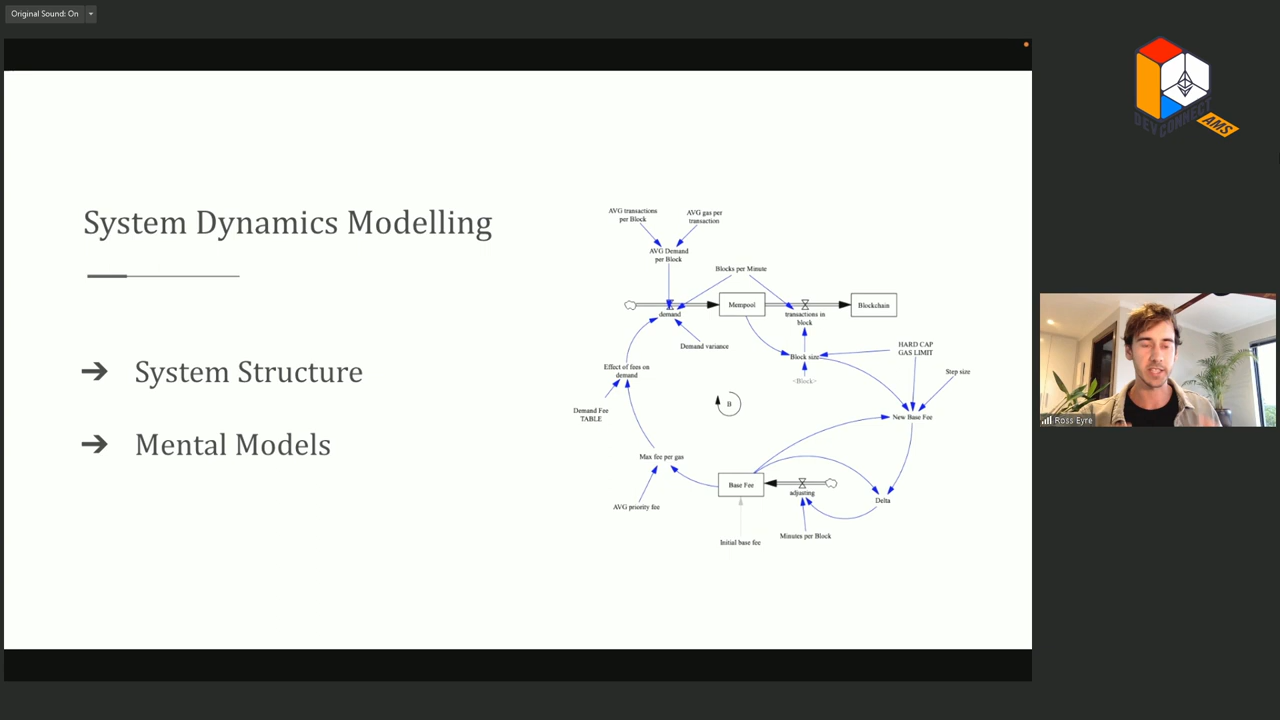 Original Sound: On
DEVCONNECT
AMS
System Dynamics Modelling
➔ System Structure
➔ Mental Models
AVG transactions
per Block
AVG gas per
transaction
AVG Demand
per Block
Blocks per Minute
Mempool
Blockchain
demand
transactions in
block
Demand variance
Block size
HARD CAP
GAS LIMIT
<Block>
Effect of fees on
demand
Step size
Demand Fee
TABLE
B
New Base Fee
Max fee per gas
Base Fee
adjusting
Delta
AVG priority fee
Initial base fee
Minutes per Block
Ross Eyre